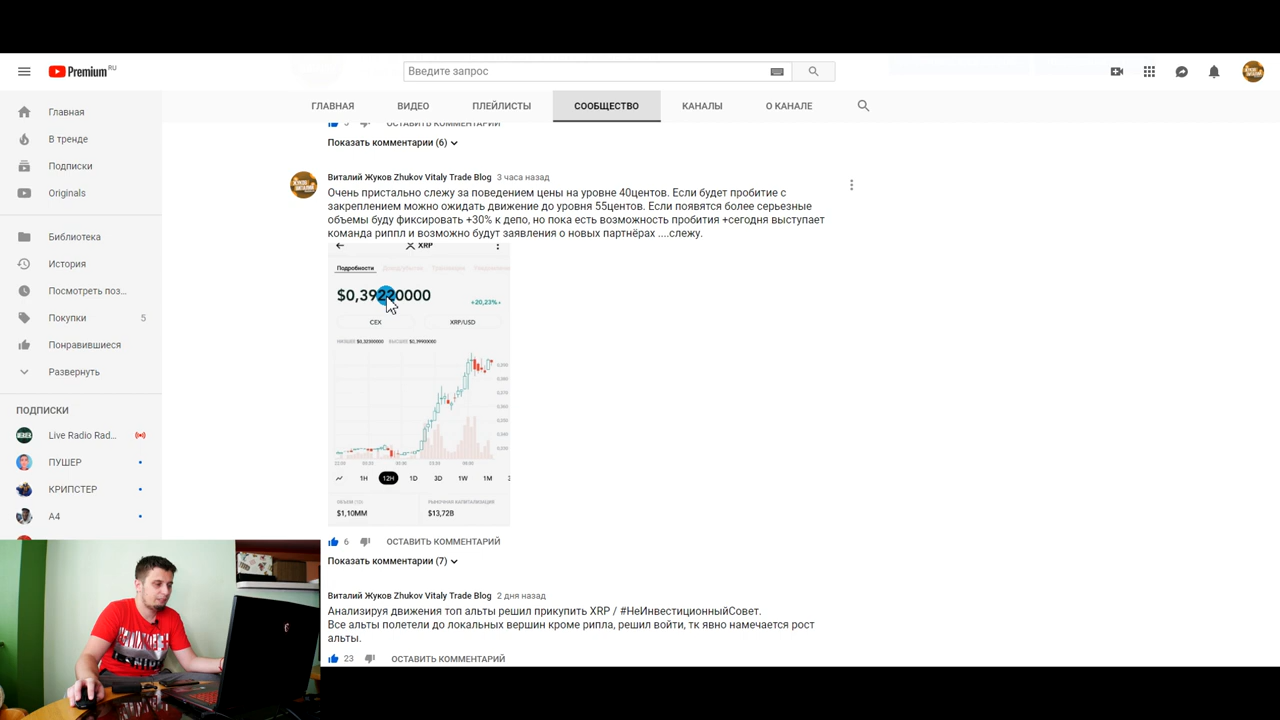 Premium RU
Введите запрос
ГЛАВНАЯ ВИДЕО ПЛЕЙЛИСТЫ СООБЩЕСТВО КАНАЛЫ О КАНАЛЕ
Главная
В тренде
Подписки
Originals
Библиотека
История
Посмотреть поз...
Покупки 5
Понравившиеся
Развернуть
ПОДПИСКИ
Live Radio Rad...
ПУШЕР
КРИПСТЕР
A4
5 ОСТАВИТЬ КОММЕНТАРИЙ
Показать комментарии (6)
Виталий Жуков Zhukov Vitaly Trade Blog 3 часа назад
Очень пристально слежу за поведением цены на уровне 40центов. Если будет пробитие с
закреплением можно ожидать движение до уровня 55центов. Если появятся более серьезные
объемы буду фиксировать +30% к депо, но пока есть возможность пробития +сегодня выступает
команда риппл и возможно будут заявления о новых партнёрах ....слежу.
XRP
Подробности
$0,39220000
+20,23%
CEX XRP/USD
1H 12H 1D 3D 1W 1M
$1,10MM $13,72B
6 ОСТАВИТЬ КОММЕНТАРИЙ
Показать комментарии (7)
Виталий Жуков Zhukov Vitaly Trade Blog 2 дня назад
Анализируя движения топ альты решил прикупить XRP / #НеИнвестиционныйСовет.
Все альты полетели до локальных вершин кроме рипла, решил войти, тк явно намечается рост
альты.
23 ОСТАВИТЬ КОММЕНТАРИЙ